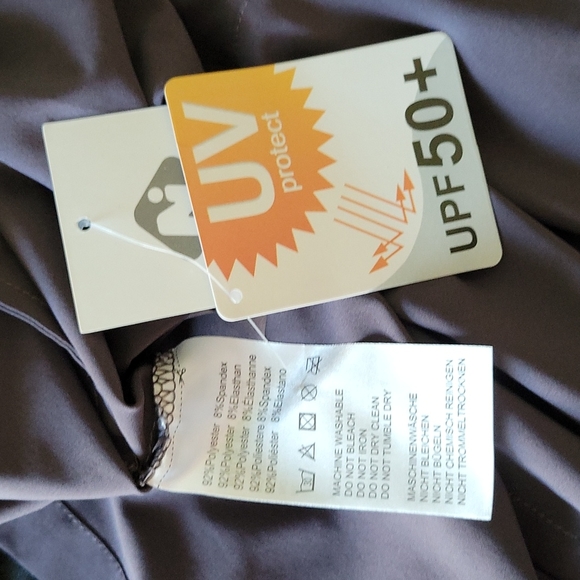 UV
protect
UPF 50+
92%Polyester 8%Spandex
92%Polyester 8%Elasthan
92%Polyester 8%Elasthanne
92%Poliestere 8%Spandex
92%Poliéster 8%Elastano
MACHINE WASHABLE
DO NOT BLEACH
DO NOT IRON
DO NOT DRY CLEAN
DO NOT TUMBLE DRY
MASCHINENWÄSCHE
NICHT BLEICHEN
NICHT BÜGELN
NICHT CHEMISCH REINIGEN
NICHT TROMMELTROCKNEN